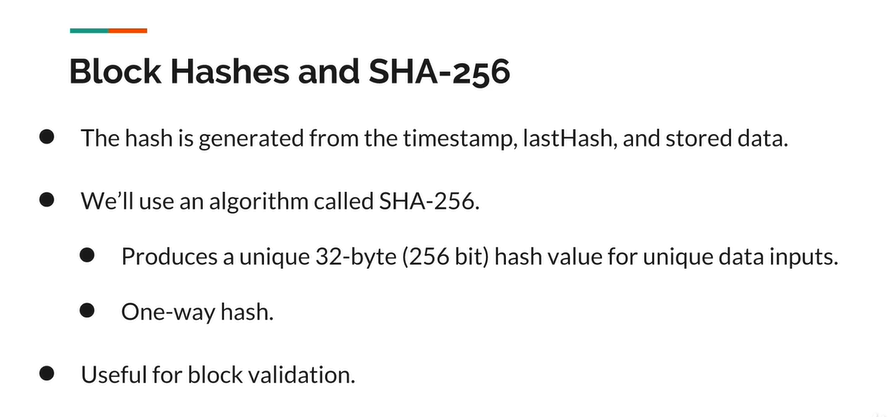 Block Hashes and SHA-256
● The hash is generated from the timestamp, lastHash, and stored data.
● We’ll use an algorithm called SHA-256.
● Produces a unique 32-byte (256 bit) hash value for unique data inputs.
● One-way hash.
● Useful for block validation.